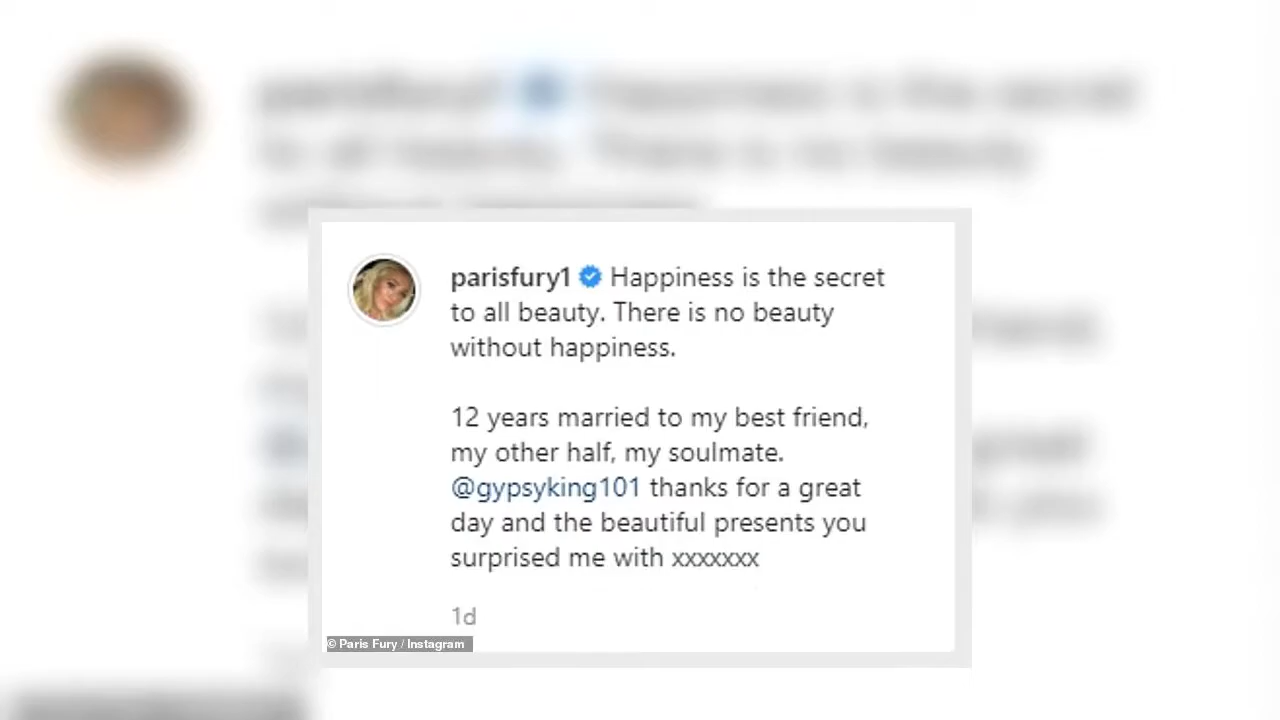 parisfury1 Happiness is the secret
to all beauty. There is no beauty
without happiness.
12 years married to my best friend,
my other half, my soulmate.
@gypsyking101 thanks for a great
day and the beautiful presents you
surprised me with xxxxxxx
1d
© Paris Fury / Instagram